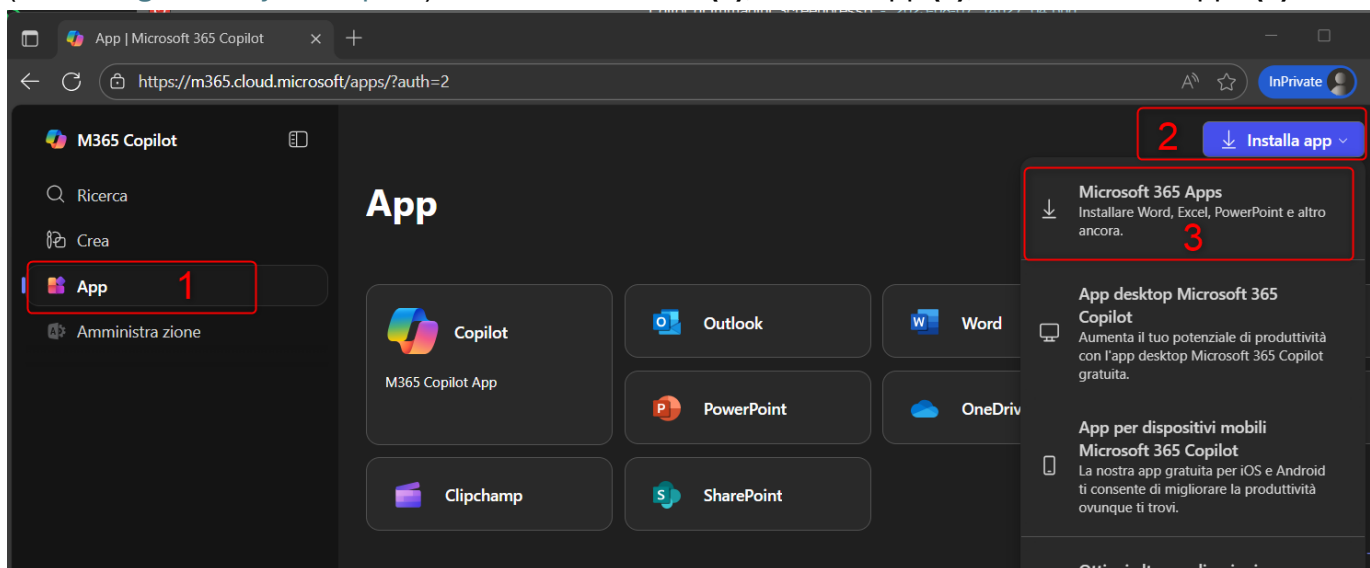 App | Microsoft 365 Copilot
https://m365.cloud.microsoft/apps/?auth=2
InPrivate
M365 Copilot
2
Installa app
Ricerca
Crea
App
1
Amministra zione
App
Copilot
M365 Copilot App
Outlook
Word
PowerPoint
OneDriv
Clipchamp
SharePoint
Microsoft 365 Apps
Installare Word, Excel, PowerPoint e altro
ancora.
3
App desktop Microsoft 365
Copilot
Aumenta il tuo potenziale di produttività
con l'app desktop Microsoft 365 Copilot
gratuita.
App per dispositivi mobili
Microsoft 365 Copilot
La nostra app gratuita per iOS e Android
ti consente di migliorare la produttività
ovunque ti trovi.